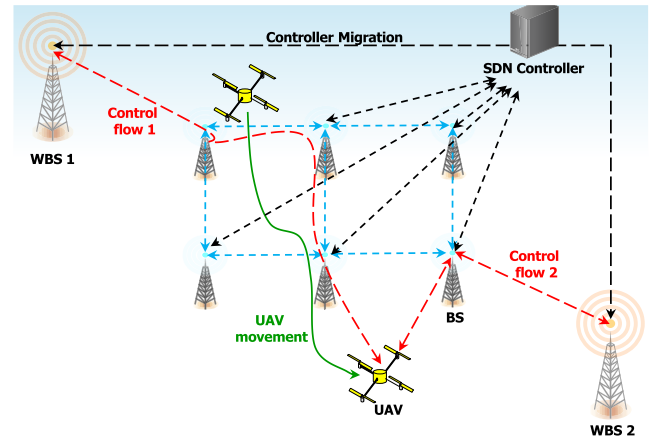 Controller Migration
SDN Controller
Control
flow 1
WBS 1
Control
flow 2
BS
UAV
movement
UAV
WBS 2